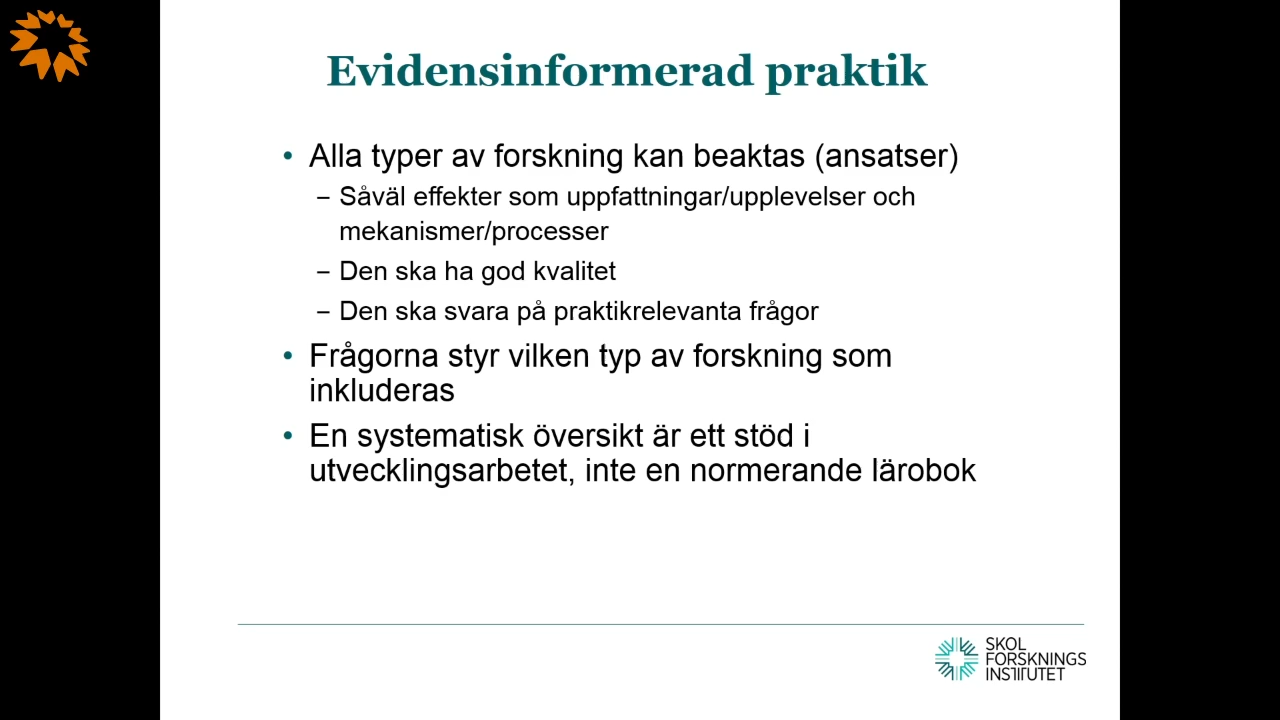 Evidensinformerad praktik
• Alla typer av forskning kan beaktas (ansatser)
– Såväl effekter som uppfattningar/upplevelser och
mekanismer/processer
– Den ska ha god kvalitet
– Den ska svara på praktikrelevanta frågor
• Frågorna styr vilken typ av forskning som
inkluderas
• En systematisk översikt är ett stöd i
utvecklingsarbetet, inte en normerande lärobok
SKOL
FORSKNINGS
INSTITUTET